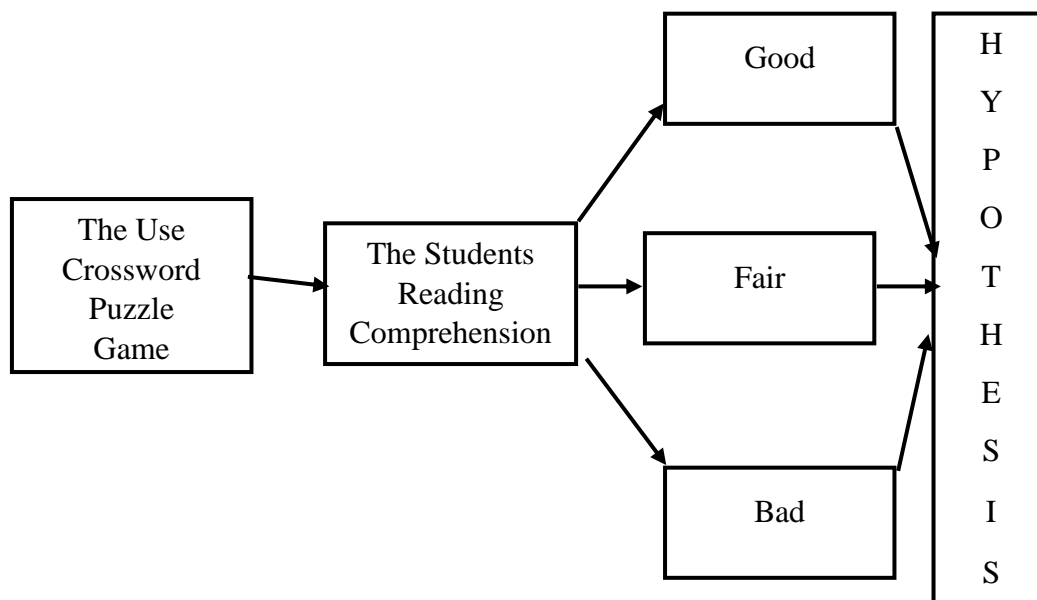 The Use
Crossword
Puzzle
Game
The Students
Reading
Comprehension
Good
Fair
Bad
H
Y
P
O
T
H
E
S
I
S